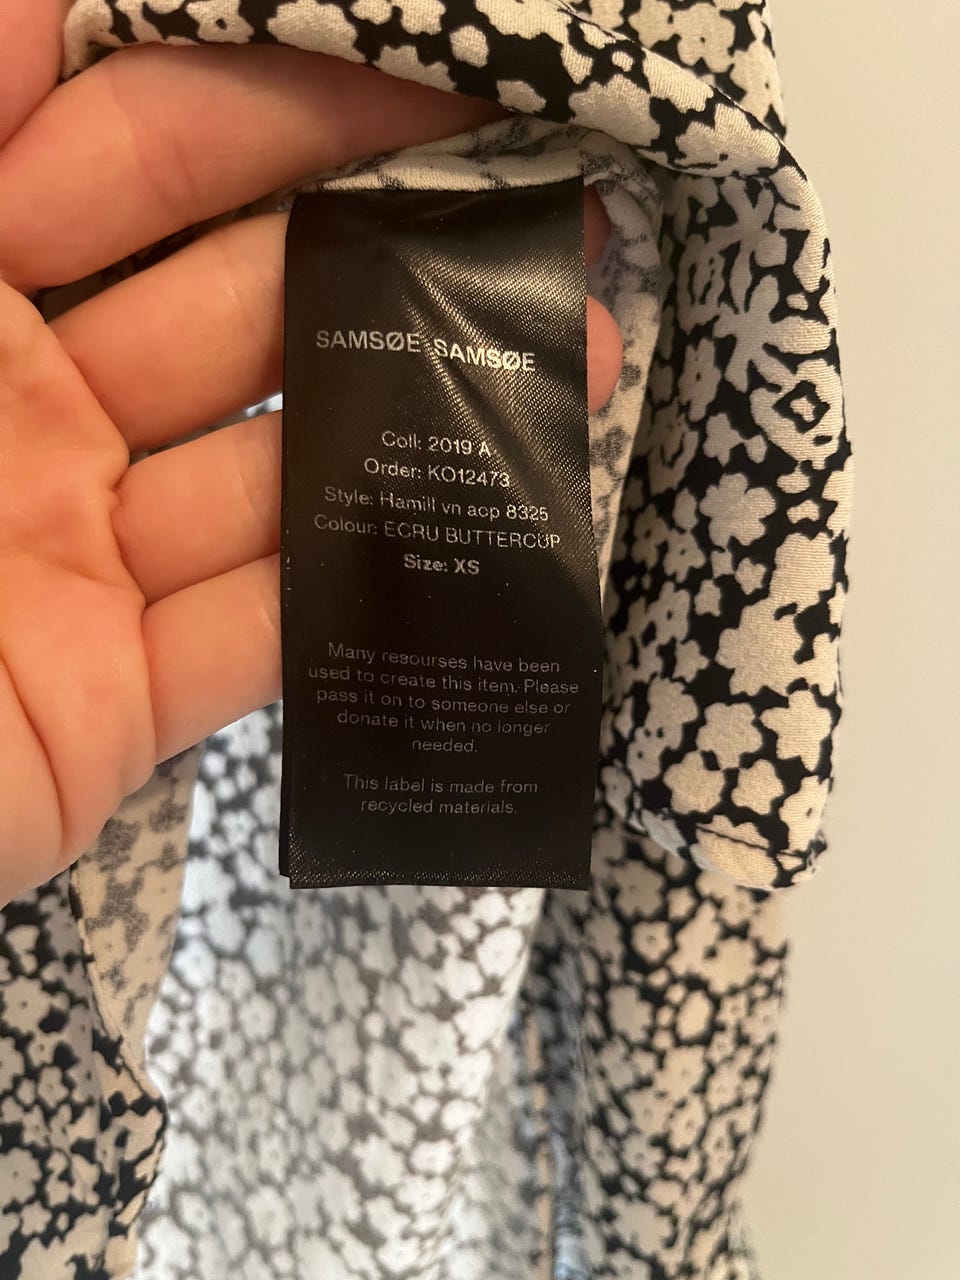 SAMSØE SAMSØE
Coll: 2019 A
Order: KO12473
Style: Hamill vn aop 8325
Colour: ECRU BUTTERCUP
Size: XS
Many resourses have been
used to create this item. Please
pass it on to someone else or
donate it when no longer
needed.
This label is made from
recycled materials.